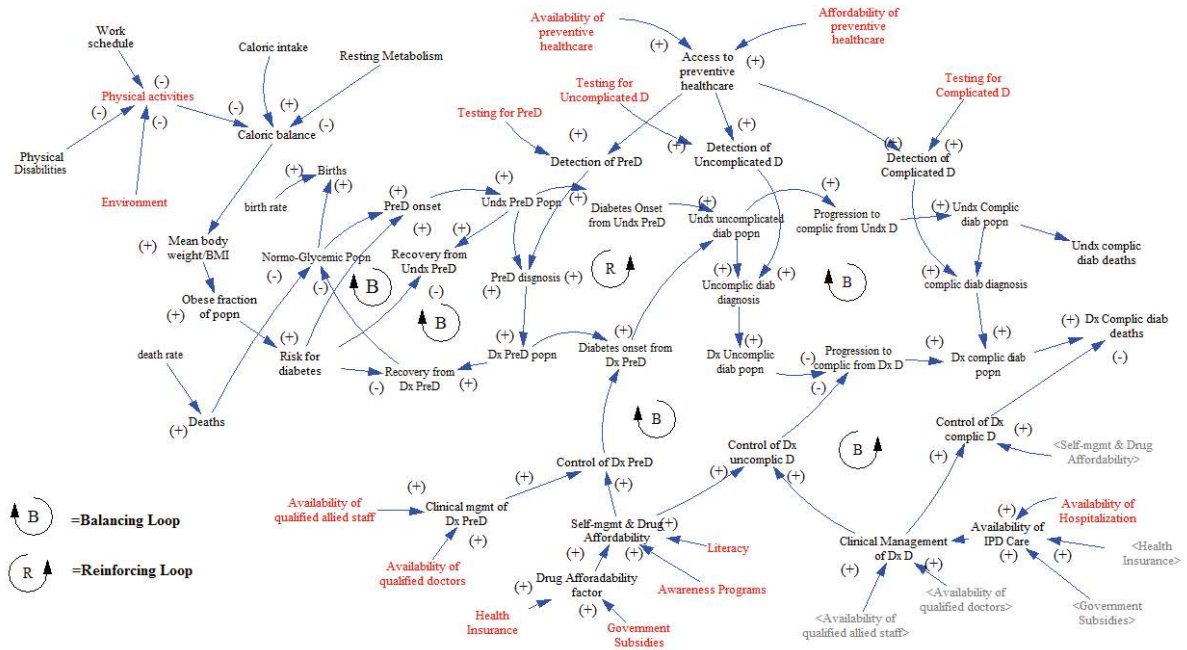 Work
schedule
Caloric intake
Resting Metabolism
Availability of
preventive
healthcare
Affordability of
preventive
healthcare
(+)
(+)
Access to
preventive
healthcare
Testing for
Uncomplicated D
Testing for
Complicated D
(-)
(-)
Physical activities
(-)
(-)
(+)
(-)
Caloric balance
Testing for PreD
(+)
(+)
(+)
(+)
(+)
Physical
Disabilities
Detection of PreD
Detection of
Uncomplicated D
Detection of
Complicated D
Environment
(+)
Births
(+)
birth rate
(+)
PreD onset
(+)
(+)
(+)
Undx PreD Popn
(+)
Diabetes Onset
from Undx PreD
(+)
Undx uncomplicated
diab popn
(+)
Progression to
complic from Undx D
(+)
Undx Complic
diab popn
Undx complic
diab deaths
(+)
Mean body
weight/BMI
Normo-Glycemic Popn
(-)
(-)
Recovery from
Undx PreD
(-)
B
B
R
B
PreD diagnosis
(+)
(+)
(+)
(+)
Uncomplic diab
diagnosis
(+)
(+)
complic diab diagnosis
Obese fraction
of popn
(+)
(+)
Risk for
diabetes
death rate
(+)
Deaths
(-)
Recovery from
Dx PreD
(+)
(+)
Dx PreD popn
(+)
Diabetes onset from
Dx PreD
(+)
Dx Uncomplic
diab popn
(-)
(-)
Progression to
complic from Dx D
(+)
(+)
Dx complic diab
popn
(+)
Dx Complic diab
deaths
(-)
B
B
Control of Dx PreD
(+)
(+)
Control of Dx
uncomplic D
(+)
(+)
Control of Dx
complic D
(+)
(+)
<Self-mgmt & Drug
Affordability>
B
=Balancing Loop
R
=Reinforcing Loop
Availability of
qualified allied staff
(+)
Clinical mgmt of
Dx PreD
(+)
Availability of
qualified doctors
Self-mgmt & Drug
Affordability
(+)
(+)
(+)
Literacy
Awareness Programs
(+)
Drug Afforadability
factor
(+)
Health
Insurance
Government
Subsidies
Clinical Management
of Dx D
(+)
(+)
(+)
Availability of
IPD Care
(+)
(+)
(+)
Availability of
Hospitalization
<Health
Insurance>
<Government
Subsidies>
<Availability of
qualified doctors>
<Availability of
qualified allied staff>